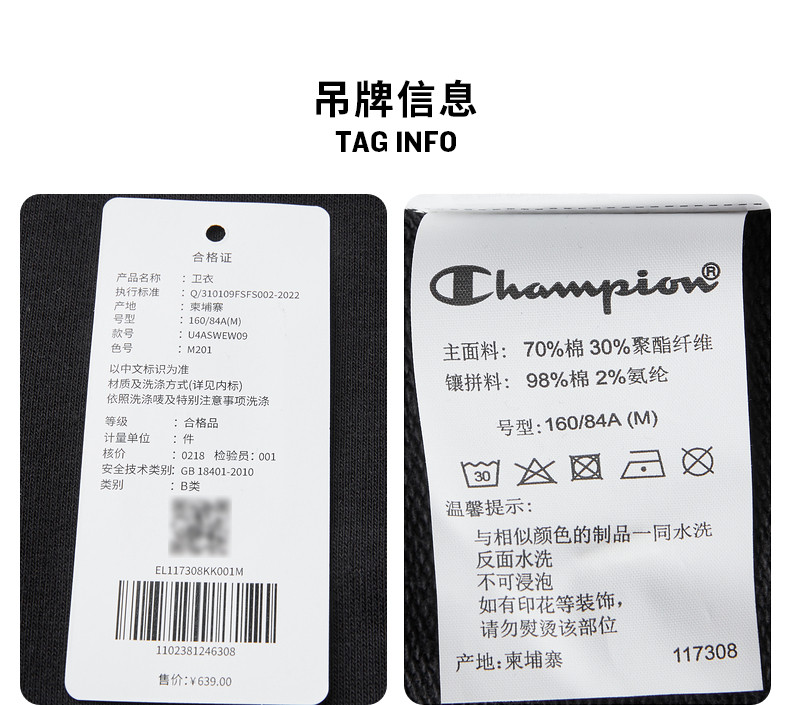 吊牌信息
TAG INFO
合格证
产品名称 : 卫衣
执行标准 : Q/310109FSFS002-2022
产地 : 柬埔寨
号型 : 160/84A(M)
款号 : U4ASWEW09
色号 : M201
以中文标识为准
材质及洗涤方式(详见内标)
依照洗涤唛及特别注意事项洗涤
等级 : 合格品
计量单位 : 件
核价 : 0218 检验员: 001
安全技术类别: GB 18401-2010
类别 : B类
EL117308KK001M
1102381246308
售价:¥639.00
Champion®
主面料: 70%棉 30%聚酯纤维
镶拼料: 98%棉 2%氨纶
号型:160/84A (M)
30
温馨提示:
与相似颜色的制品一同水洗
反面水洗
不可浸泡
如有印花等装饰，
请勿熨烫该部位
产地:柬埔寨
117308